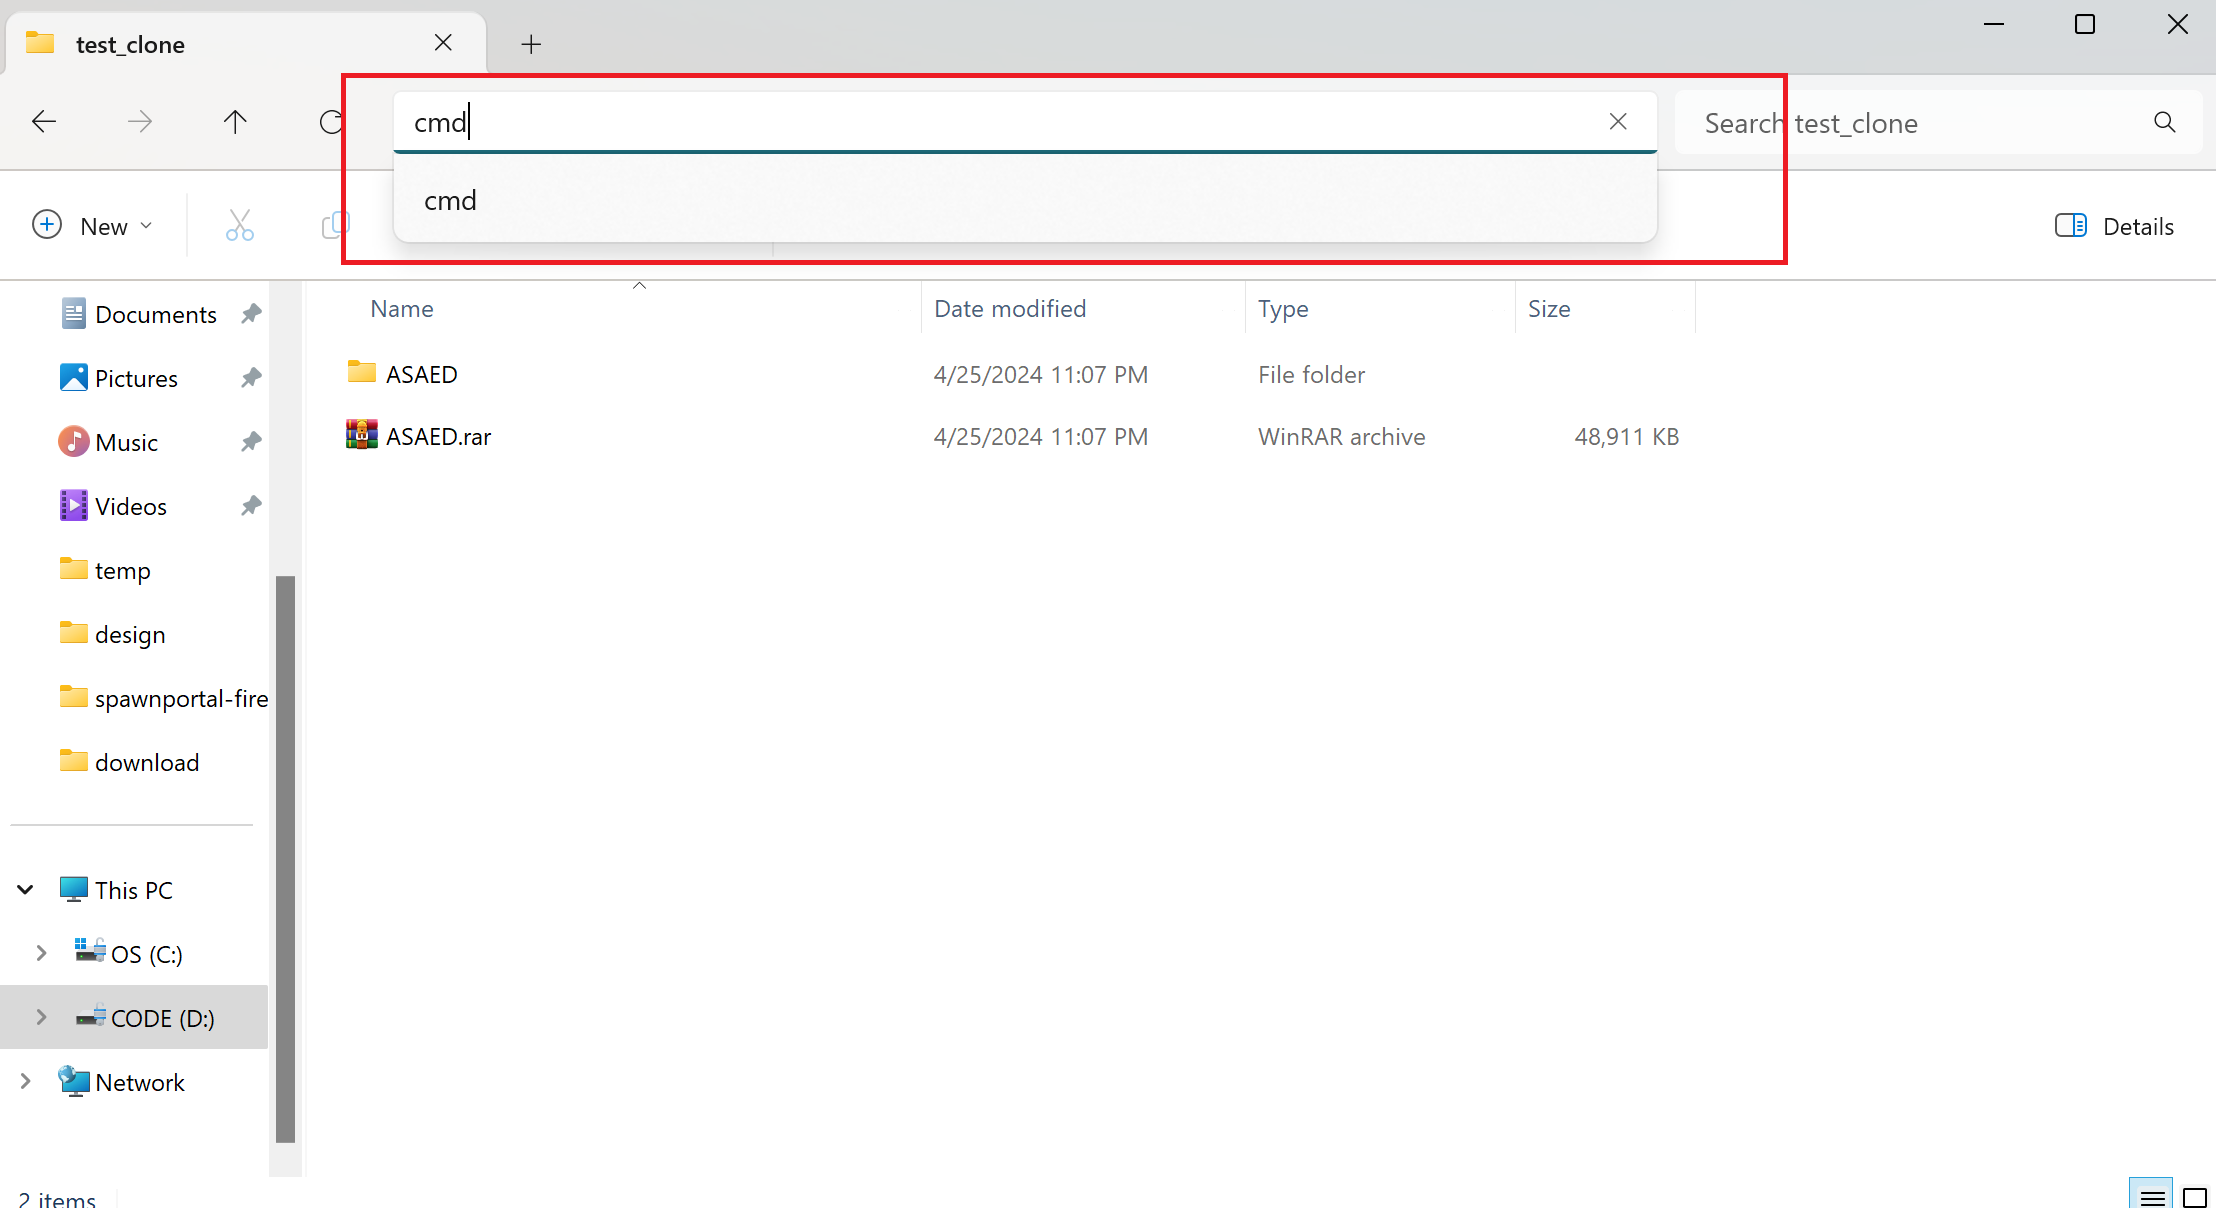 test_clone
cmd
Search test_clone
cmd
New
Details
Name
Date modified
Type
Size
Documents
Pictures
Music
Videos
temp
design
spawnportal-fire
download
This PC
OS (C:)
CODE (D:)
Network
ASAED
4/25/2024 11:07 PM
File folder
ASAED.rar
4/25/2024 11:07 PM
WinRAR archive
48,911 KB
2 items